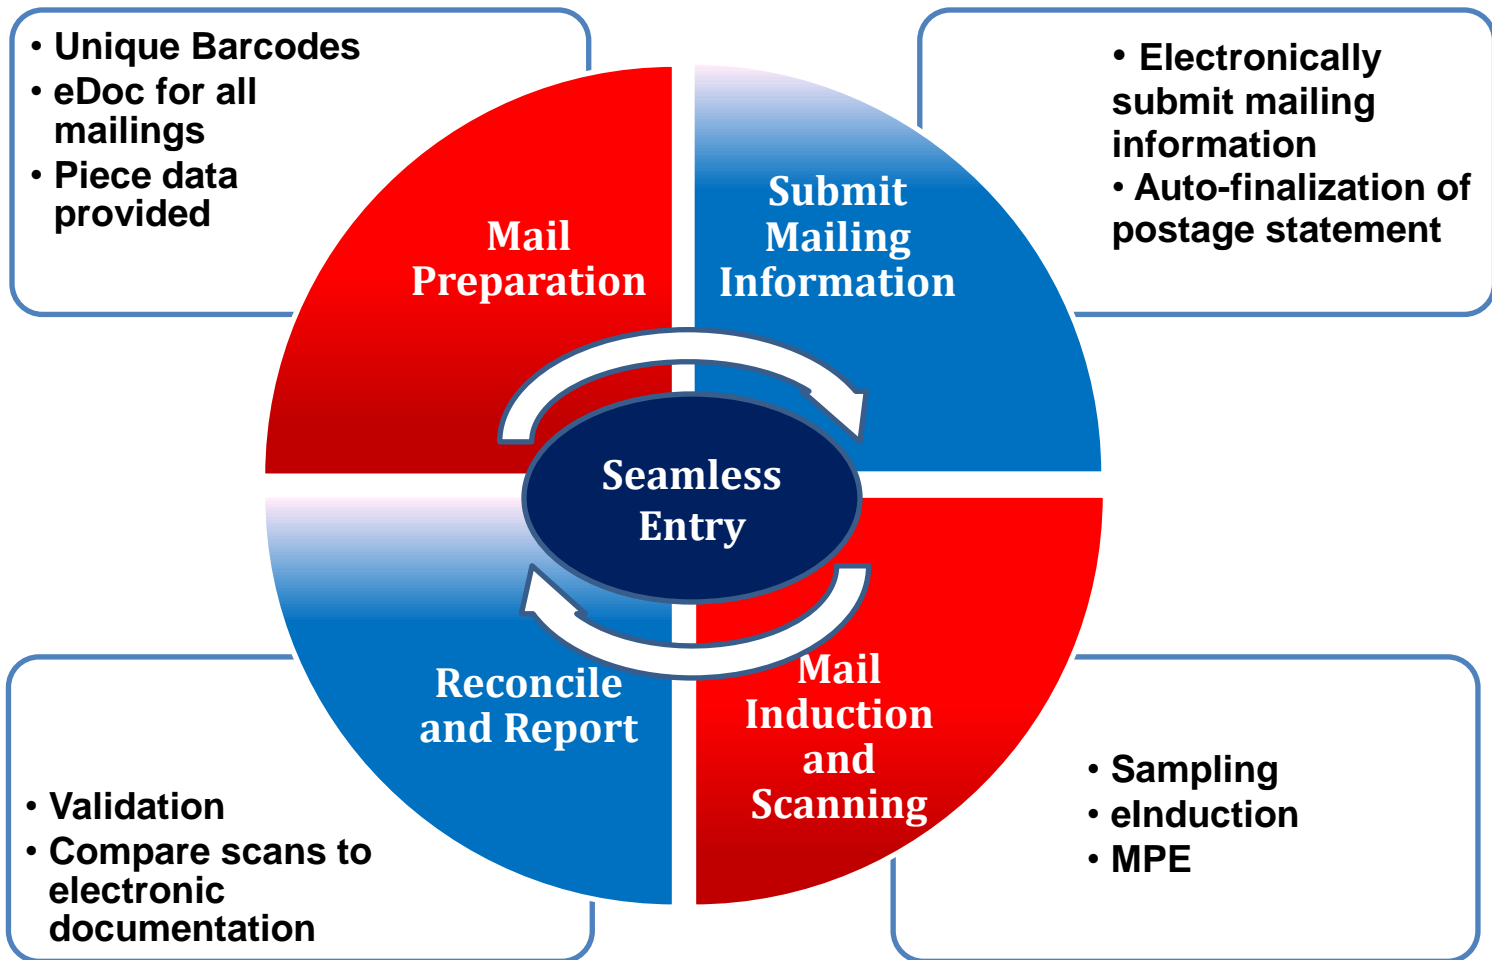 • Unique Barcodes
• eDoc for all
mailings
• Piece data
provided
• Electronically
submit mailing
information
• Auto-finalization of
postage statement
Mail
Preparation
Submit
Mailing
Information
Seamless
Entry
Reconcile
and Report
Mail
Induction
and
Scanning
• Validation
• Compare scans to
electronic
documentation
• Sampling
• eInduction
• MPE